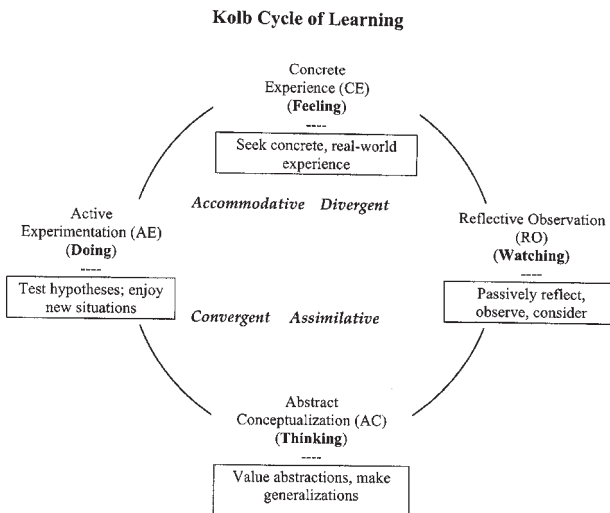 Kolb Cycle of Learning
Concrete
Experience (CE)
(Feeling)
----
Seek concrete, real-world
experience
Accommodative Divergent
Active
Experimentation (AE)
(Doing)
----
Test hypotheses; enjoy
new situations
Reflective Observation
(RO)
(Watching)
----
Passively reflect,
observe, consider
Convergent Assimilative
Abstract
Conceptualization (AC)
(Thinking)
----
Value abstractions, make
generalizations